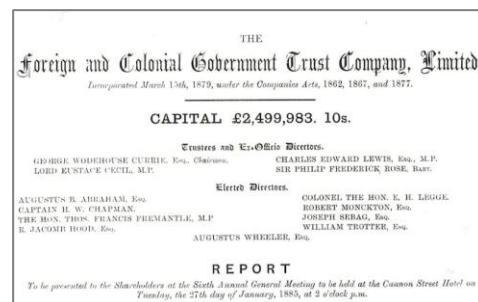 THE
Foreign and Colonial Government Trust Company, Limited
Incorporated March 15th, 1879, under the Companies Acts, 1862, 1867, and 1877.
CAPITAL £2,499,983. 10s.
Trustees and Ex-Officio Directors.
GEORGE WODEHOUSE CURRIE, Esq., Chairman. CHARLES EDWARD LEWIS, Esq., M.P.
LORD EUSTACE CECIL, M.P. SIR PHILIP FREDERICK ROSE, Bart.
Elected Directors.
AUGUSTUS B. ABRAHAM, Esq. COLONEL THE HON. E. H. LEGGE.
CAPTAIN H. W. CHAPMAN. ROBERT MONCKTON, Esq.
THE HON. THOS. FRANCIS FREMANTLE, M.P JOSEPH SEBAG, Esq.
R. JACOMB HOOD, Esq. WILLIAM TROTTER, Esq.
AUGUSTUS WHEELER, Esq.
REPORT
To be presented to the Shareholders at the Sixth Annual General Meeting to be held at the Cannon Street Hotel on
Tuesday, the 27th day of January, 1885, at 2 o'clock p.m.